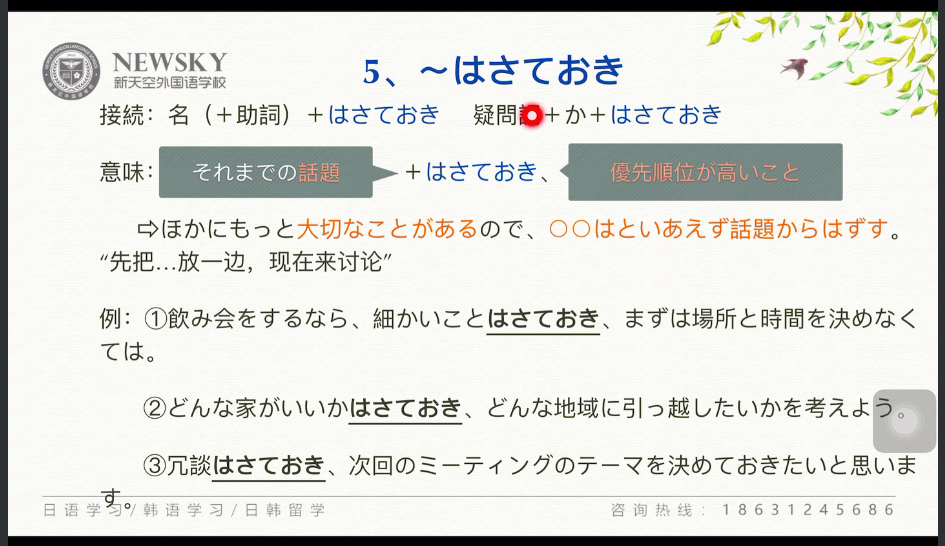 NEWSKY
新天空外国语学校
5、～はさておき
接続：名（＋助詞）＋はさておき 疑問詞＋か＋はさておき
意味：それまでの話題＋はさておき、優先順位が高いこと
⇨ほかにもっと大切なことがあるので、○○はといあえず話題からはずす。
“先把…放一边，现在来讨论”
例：①飲み会をするなら、細かいことはさておき、まずは場所と時間を決めなく
ては。
②どんな家がいいかはさておき、どんな地域に引っ越したいかを考えよう。
③冗談はさておき、次回のミーティングのテーマを決めておきたいと思いま
す。
日语学习/韩语学习/日韩留学 咨询热线：18631245686